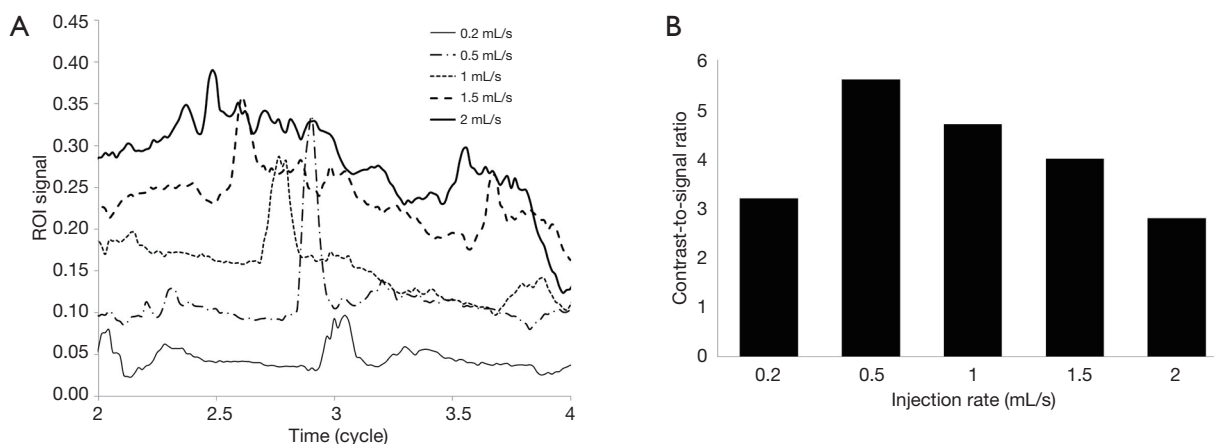 A
ROI signal
0.45
0.40
0.35
0.30
0.25
0.20
0.15
0.10
0.05
0.00
2
2.5
3
3.5
4
Time (cycle)
0.2 mL/s
0.5 mL/s
1 mL/s
1.5 mL/s
2 mL/s
B
Contrast-to-signal ratio
6
5
4
3
2
1
0
0.2
0.5
1
1.5
2
Injection rate (mL/s)